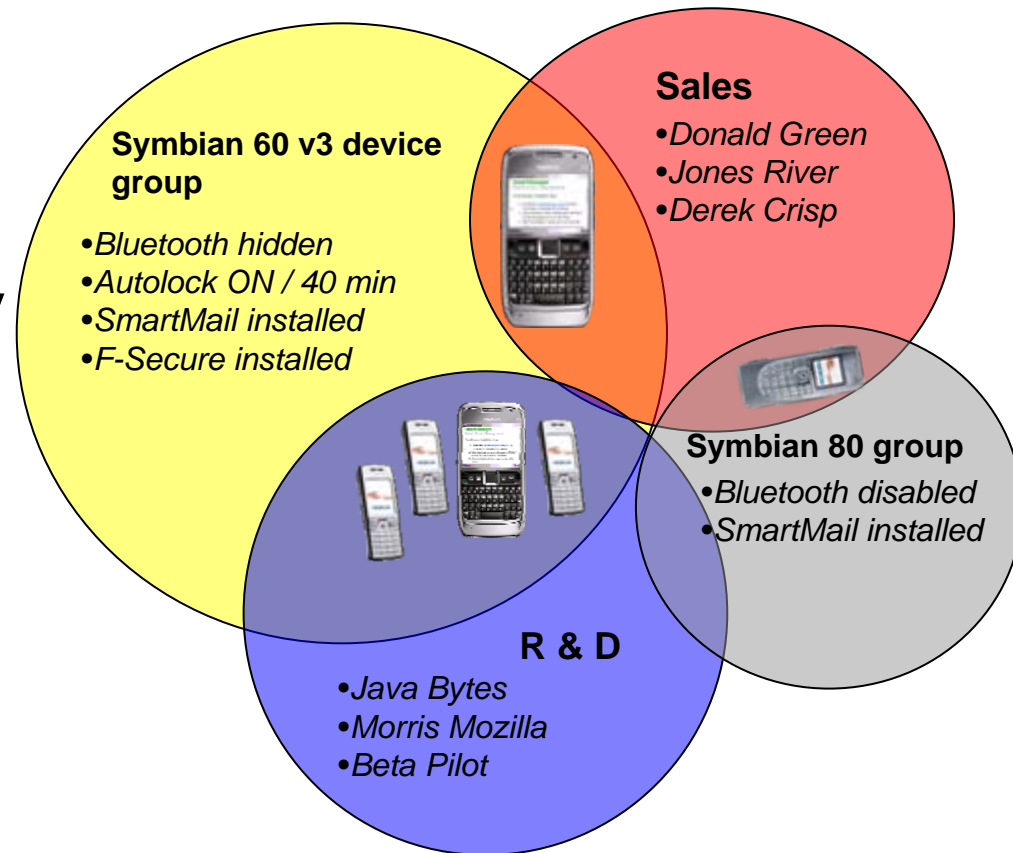 Symbian 60 v3 device
group
•Bluetooth hidden
•Autolock ON / 40 min
•SmartMail installed
•F-Secure installed
Sales
•Donald Green
•Jones River
•Derek Crisp
Symbian 80 group
•Bluetooth disabled
•SmartMail installed
R & D
•Java Bytes
•Morris Mozilla
•Beta Pilot